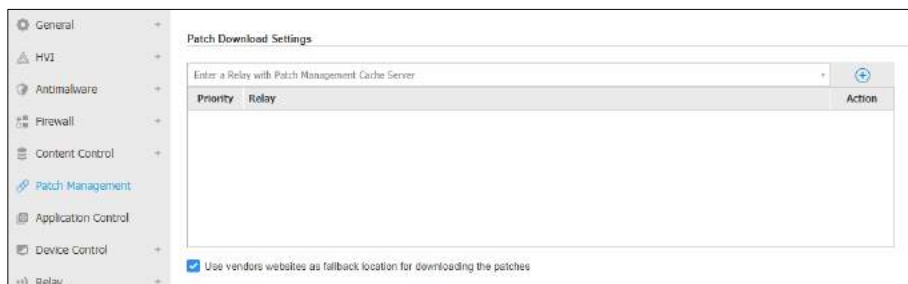 General +
Patch Download Settings
HVI +
Enter a Relay with Patch Management Cache Server
Antimalware +
Priority Relay Action
Firewall +
Content Control +
Patch Management
Application Control
Device Control +
Use vendors websites as fallback location for downloading the patches
Relay +